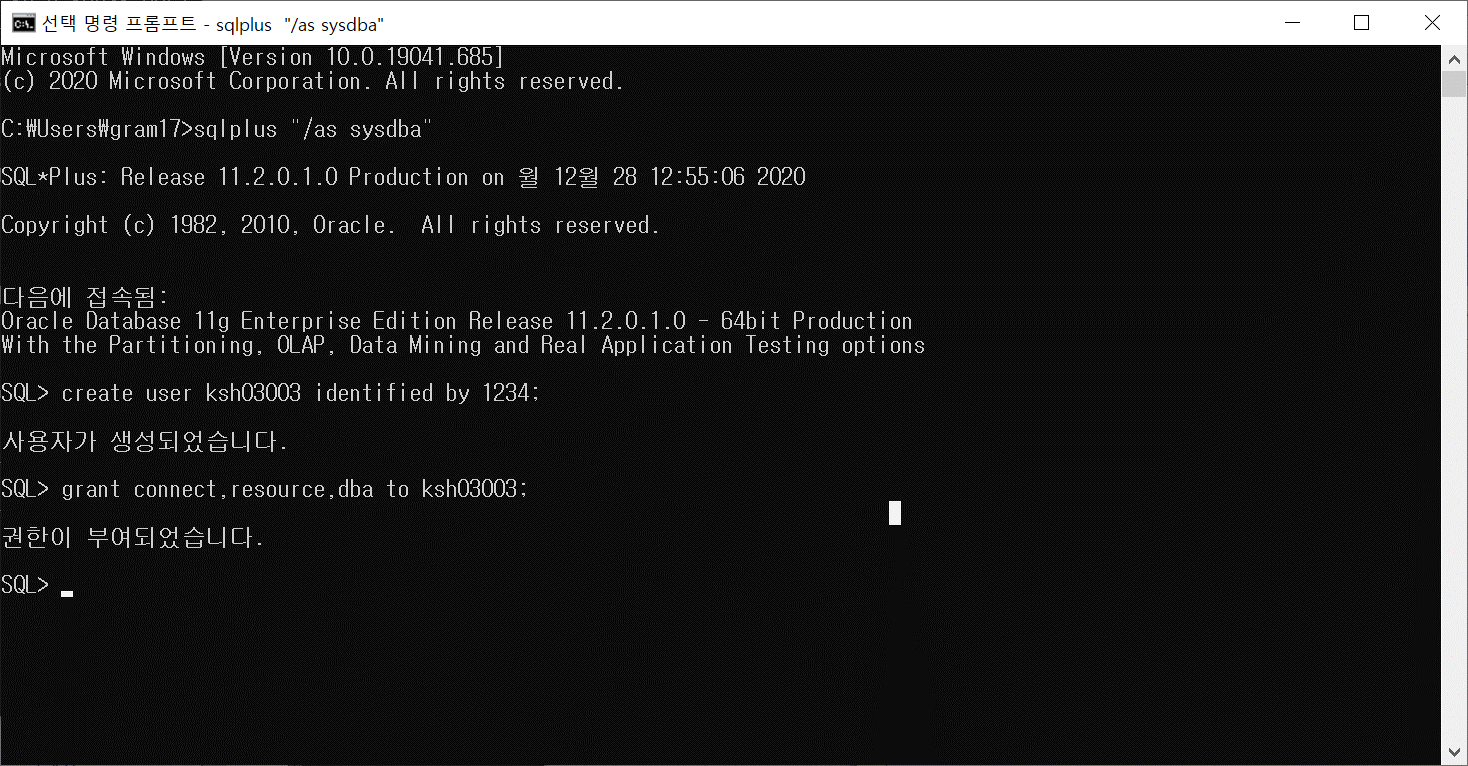 선택 명령 프롬프트 - sqlplus  "/as sysdba"
Microsoft Windows [Version 10.0.19041.685]
(c) 2020 Microsoft Corporation. All rights reserved.
C:₩Users₩gram17>sqlplus "/as sysdba"
SQL*Plus: Release 11.2.0.1.0 Production on 월 12월 28 12:55:06 2020
Copyright (c) 1982, 2010, Oracle.  All rights reserved.
다음에 접속됨:
Oracle Database 11g Enterprise Edition Release 11.2.0.1.0 - 64bit Production
With the Partitioning, OLAP, Data Mining and Real Application Testing options
SQL> create user ksh03003 identified by 1234;
사용자가 생성되었습니다.
SQL> grant connect,resource,dba to ksh03003;
권한이 부여되었습니다.
SQL>